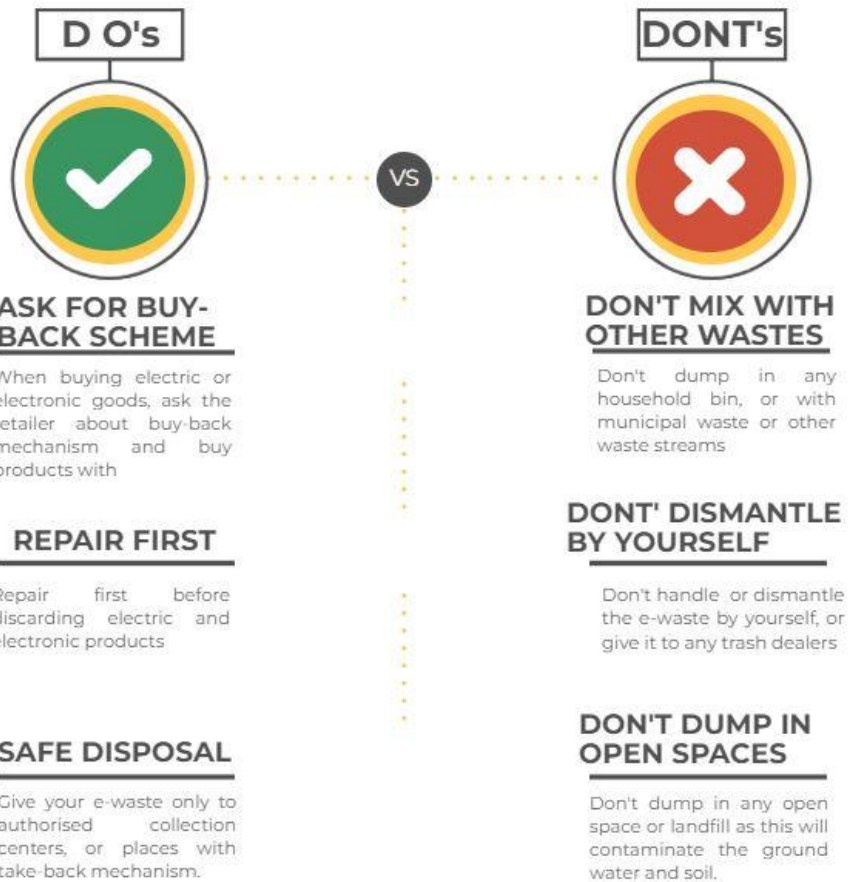 D O's
ASK FOR BUY-
BACK SCHEME
When buying electric or
electronic goods, ask the
retailer about buy-back
mechanism and buy
products with
REPAIR FIRST
Repair first before
discarding electric and
electronic products
SAFE DISPOSAL
Give your e-waste only to
authorised collection
centers, or places with
take-back mechanism.
VS
DONT's
DON'T MIX WITH
OTHER WASTES
Don't dump in any
household bin, or with
municipal waste or other
waste streams
DONT' DISMANTLE
BY YOURSELF
Don't handle or dismantle
the e-waste by yourself, or
give it to any trash dealers
DON'T DUMP IN
OPEN SPACES
Don't dump in any open
space or landfill as this will
contaminate the ground
water and soil.